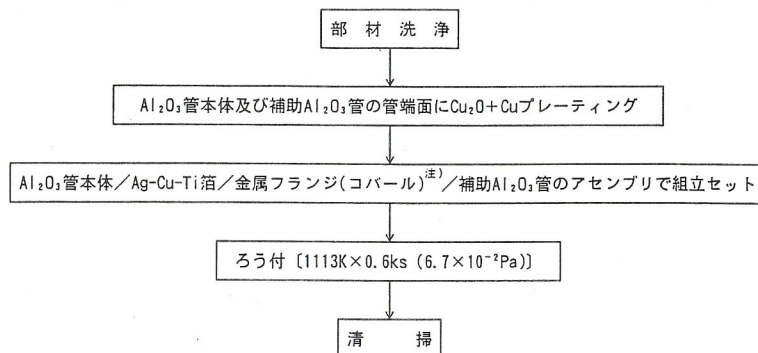 部材洗浄
Al₂O₃管本体及び補助Al₂O₃管の管端面にCu₂O+Cuプレーティング
Al₂O₃管本体/Ag-Cu-Ti箔/金属フランジ(コバール)注)/補助Al₂O₃管のアセンブリで組立セット
ろう付〔1113K×0.6ks (6.7×10⁻²Pa)〕
清掃